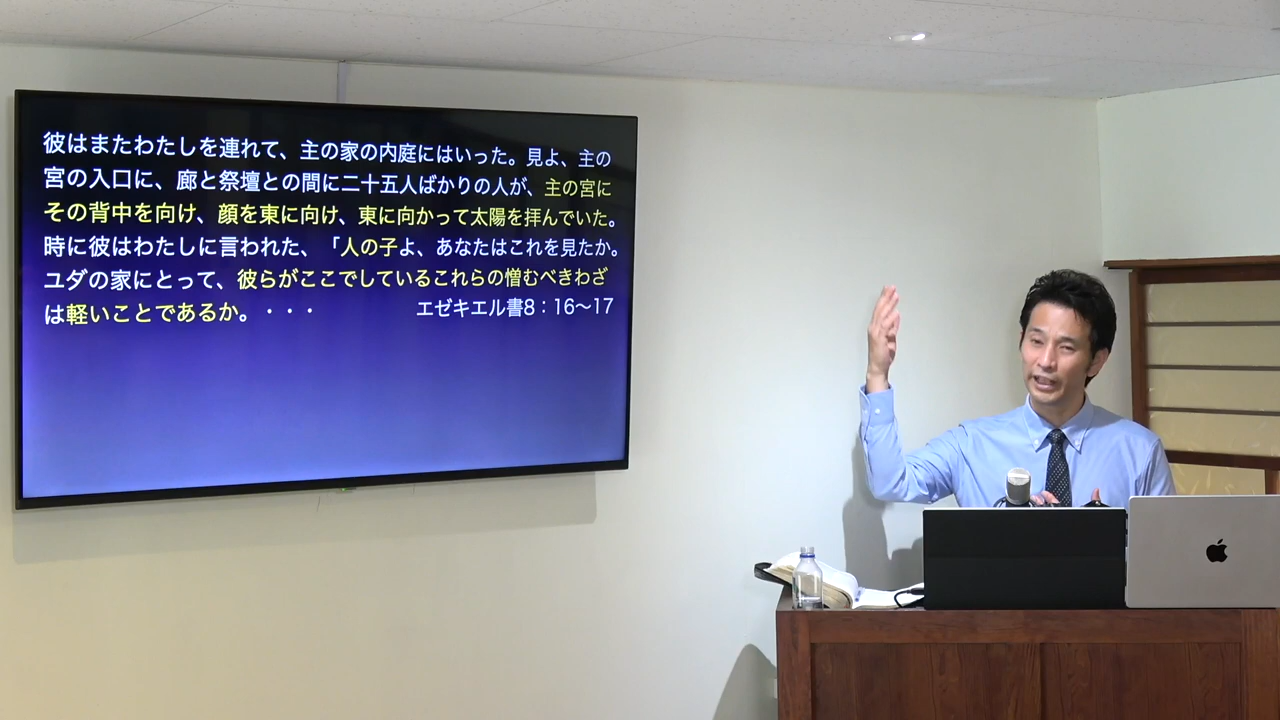 彼はまたわたしを連れて、主の家の内庭にはいった。見よ、主の
宮の入口に、廊と祭壇との間に二十五人ばかりの人が、主の宮に
その背中を向け、顔を東に向け、東に向かって太陽を拝んでいた。
時に彼はわたしに言われた、「人の子よ、あなたはこれを見たか。
ユダの家にとって、彼らがここでしているこれらの憎むべきわざ
は軽いことであるか。・・・ エゼキエル書8：16〜17